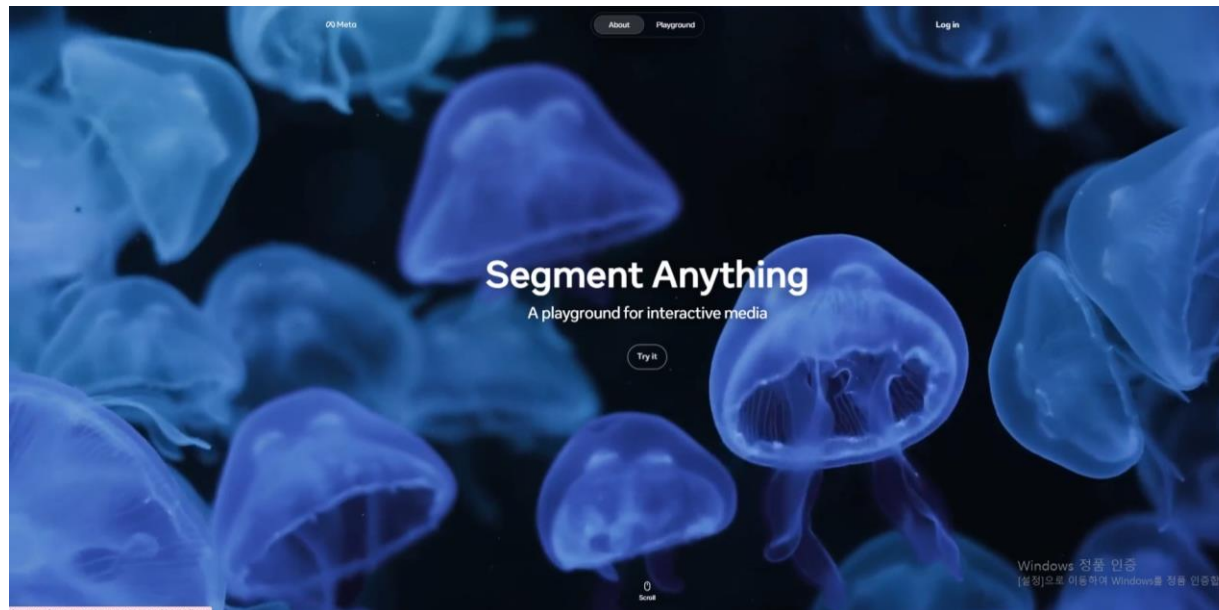 Meta
About
Playground
Log in
Segment Anything
A playground for interactive media
Try it
Scroll
Windows 정품 인증
[설정]으로 이동하여 Windows를 정품 인증합